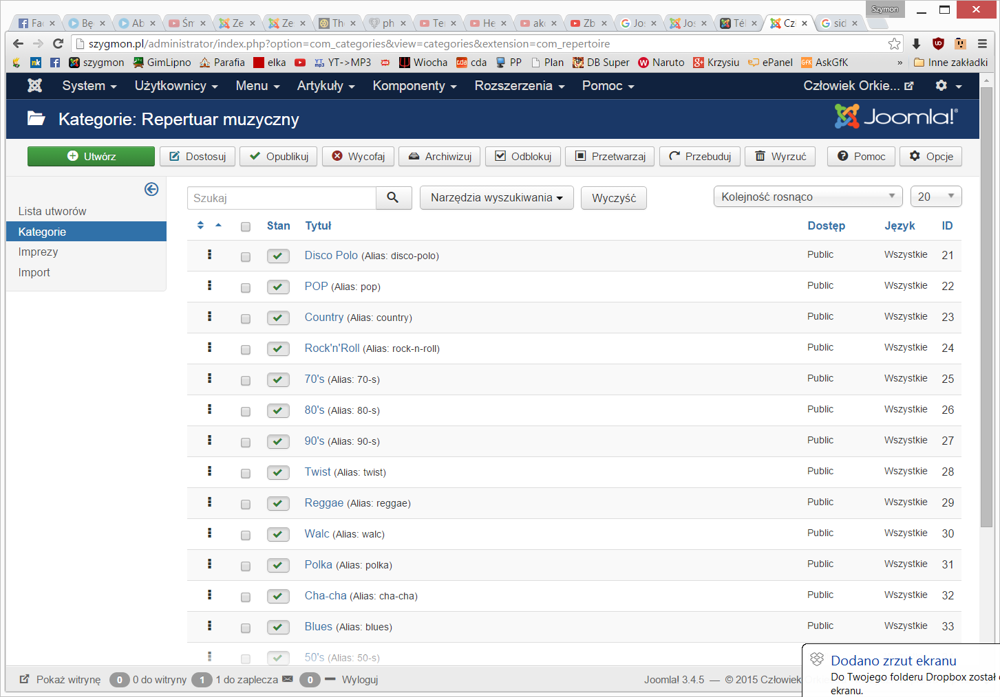 Szymon
Fac
Bę
Ab
Śm
Ze
Ze
The
ph
Ter
He
ako
Zb
Jos
Jos
Tél
Czł
sid
szygmon.pl/administrator/index.php?option=com_categories&view=categories&extension=com_repertoire
nk szygmon GimLipno Parafia elka YT->MP3 Wiocha cda PP Plan DB Super Naruto Krzysiu ePanel AskGfK » Inne zakładki
System Użytkownicy Menu Artykuły Komponenty Rozszerzenia Pomoc Człowiek Orkie...
Kategorie: Repertuar muzyczny Joomla!®
Utwórz Dostosuj Opublikuj Wycofaj Archiwizuj Odblokuj Przetwarzaj Przebuduj Wyrzuć Pomoc Opcje
Lista utworów
Kategorie
Imprezy
Import
Szukaj Narzędzia wyszukiwania Wyczyść Kolejność rosnąco 20
Stan Tytuł Dostęp Język ID
Disco Polo (Alias: disco-polo) Public Wszystkie 21
POP (Alias: pop) Public Wszystkie 22
Country (Alias: country) Public Wszystkie 23
Rock'n'Roll (Alias: rock-n-roll) Public Wszystkie 24
70's (Alias: 70-s) Public Wszystkie 25
80's (Alias: 80-s) Public Wszystkie 26
90's (Alias: 90-s) Public Wszystkie 27
Twist (Alias: twist) Public Wszystkie 28
Reggae (Alias: reggae) Public Wszystkie 29
Walc (Alias: walc) Public Wszystkie 30
Polka (Alias: polka) Public Wszystkie 31
Cha-cha (Alias: cha-cha) Public Wszystkie 32
Blues (Alias: blues) Public Wszystkie 33
50's (Alias: 50-s)
Pokaż witrynę 0 0 do witryny 1 1 do zaplecza 0 Wyloguj Joomla! 3.4.5 — © 2015 Człowiek
Dodano zrzut ekranu
Do Twojego folderu Dropbox został
ekranu.